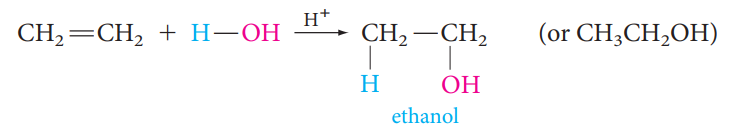 CH₂=CH₂ + H—OH —H⁺→ CH₂—CH₂ (or CH₃CH₂OH)
H OH
ethanol